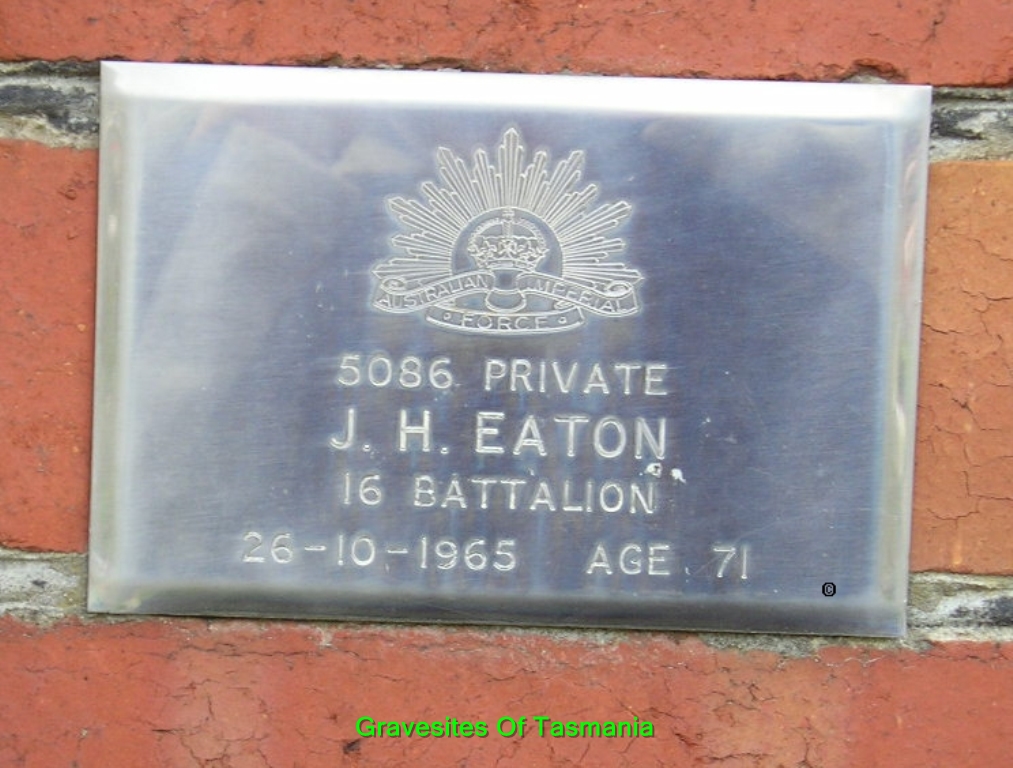 AUSTRALIAN IMPERIAL
FORCE
5086 PRIVATE
J. H. EATON
16 BATTALION
26-10-1965 AGE 71
©
Gravesites Of Tasmania